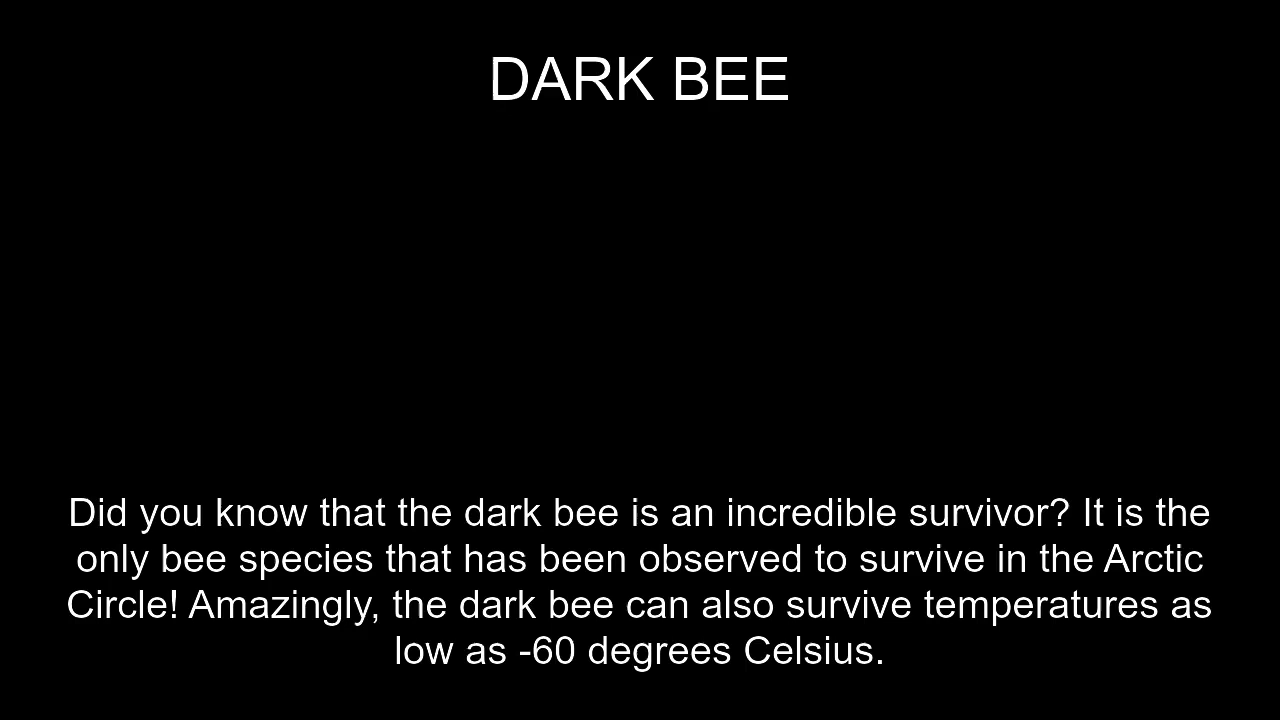 DARK BEE
Did you know that the dark bee is an incredible survivor? It is the
only bee species that has been observed to survive in the Arctic
Circle! Amazingly, the dark bee can also survive temperatures as
low as -60 degrees Celsius.